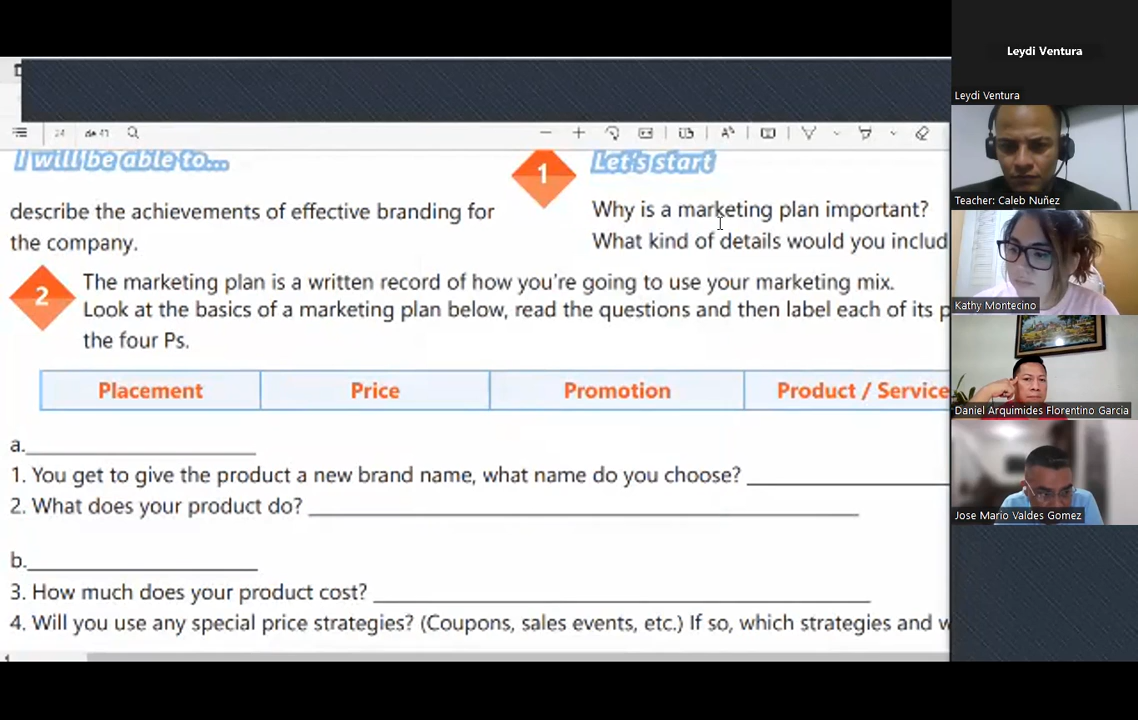 Leydi Ventura
Leydi Ventura
24 de 41
I will be able to...
1
Let's start
Teacher: Caleb Nuñez
describe the achievements of effective branding for
the company.
Why is a marketing plan important?
What kind of details would you includ
Kathy Montecino
2
The marketing plan is a written record of how you're going to use your marketing mix.
Look at the basics of a marketing plan below, read the questions and then label each of its p
the four Ps.
Placement Price Promotion Product / Service
Daniel Arquimides Florentino Garcia
a.
1. You get to give the product a new brand name, what name do you choose?
2. What does your product do?
Jose Mario Valdes Gomez
b.
3. How much does your product cost?
4. Will you use any special price strategies? (Coupons, sales events, etc.) If so, which strategies and w